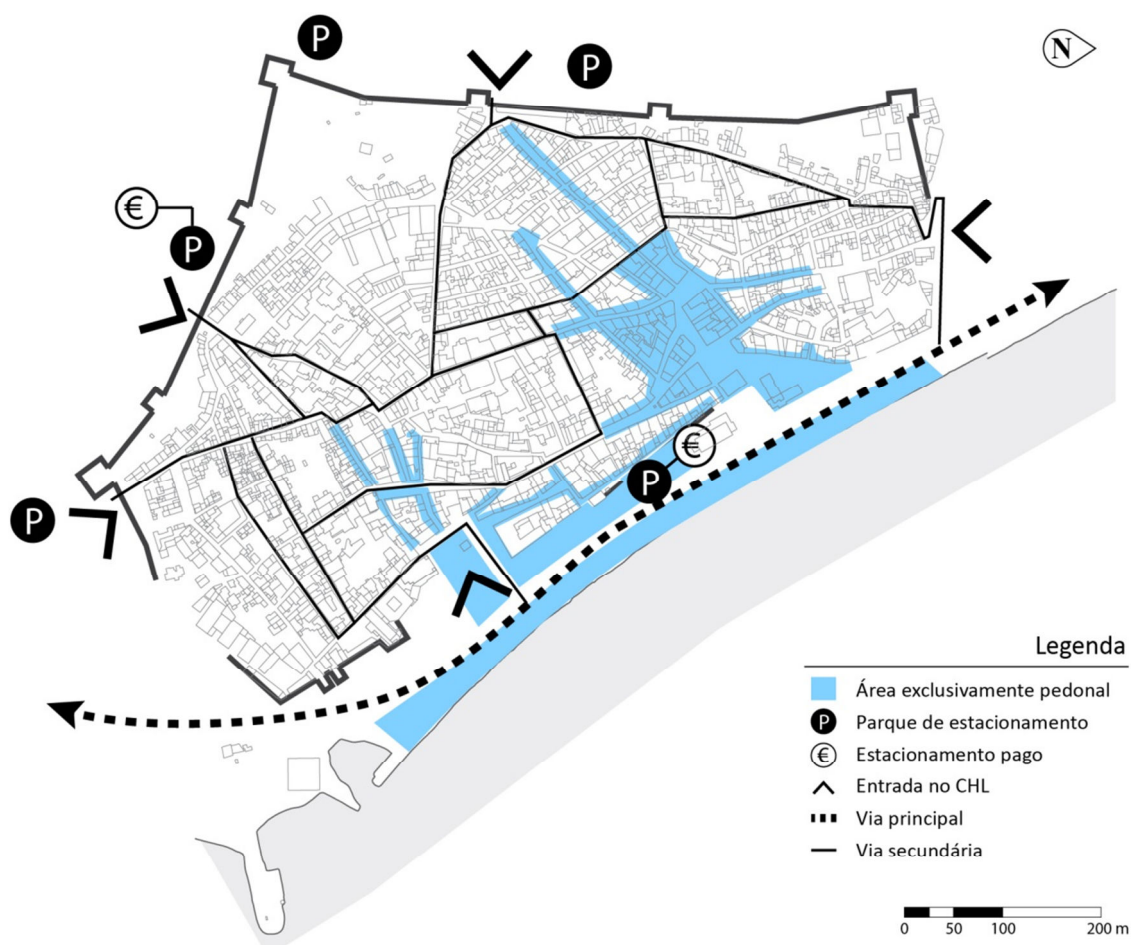 P
P
N
€
P
€
P
P
Legenda
Área exclusivamente pedonal
P Parque de estacionamento
€ Estacionamento pago
Entrada no CHL
Via principal
Via secundária
0 50 100 200 m